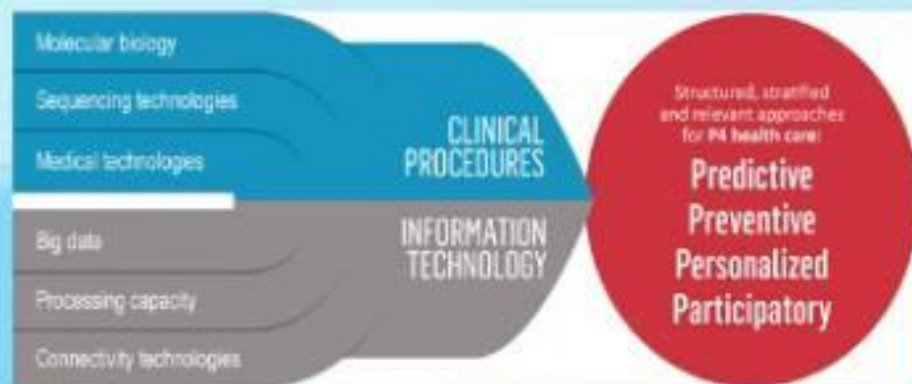 Molecular biology
Sequencing technologies
Medical technologies
Big data
Processing capacity
Connectivity technologies
CLINICAL
PROCEDURES
INFORMATION
TECHNOLOGY
Structured, stratified
and relevant approaches
for P4 health care:
Predictive
Preventive
Personalized
Participatory